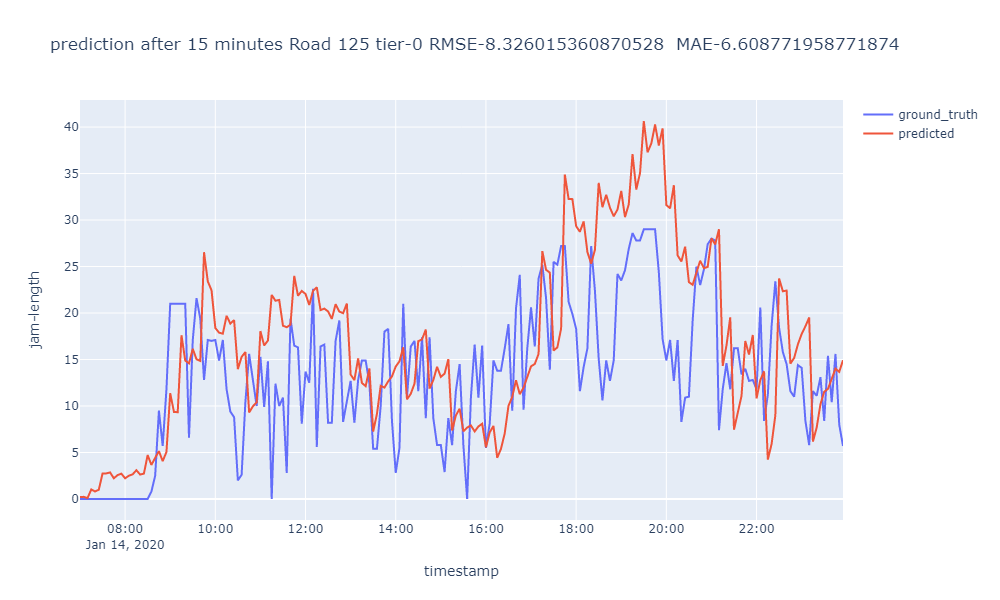 prediction after 15 minutes Road 125 tier-0 RMSE-8.326015360870528  MAE-6.608771958771874
ground_truth
predicted
40
35
30
25
20
15
10
5
0
jam-length
08:00 10:00 12:00 14:00 16:00 18:00 20:00 22:00
Jan 14, 2020
timestamp